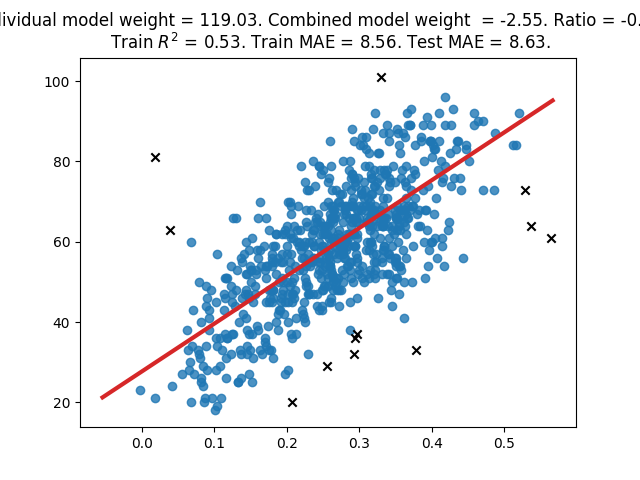 dividual model weight = 119.03. Combined model weight  = -2.55. Ratio = -0.
Train R² = 0.53. Train MAE = 8.56. Test MAE = 8.63.
100
80
60
40
20
0.0 0.1 0.2 0.3 0.4 0.5